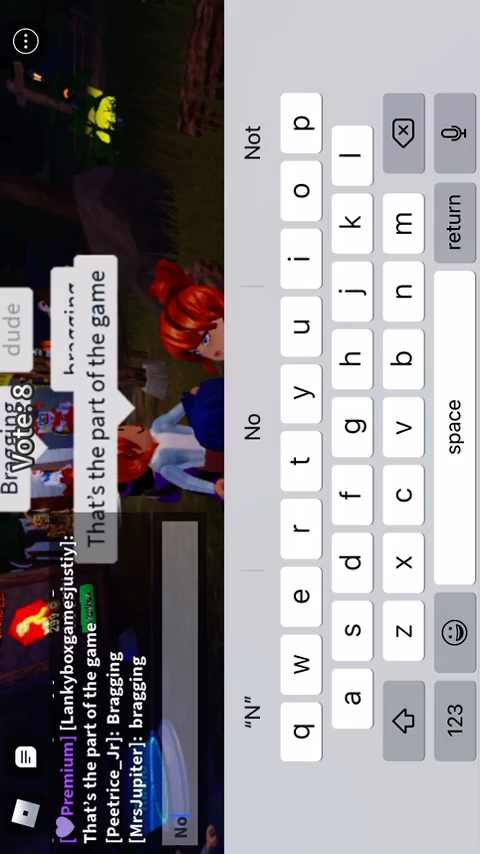 dude
Bragging
Vote:8
bragging
That's the part of the game
[💜Premium] [Lankyboxgamesjustiy]:
That's the part of the game
[Peetrice_Jr]: Bragging
[MrsJupiter]: bragging
No
"N" No Not
q w e r t y u i o p
a s d f g h j k l
z x c v b n m
123 space return